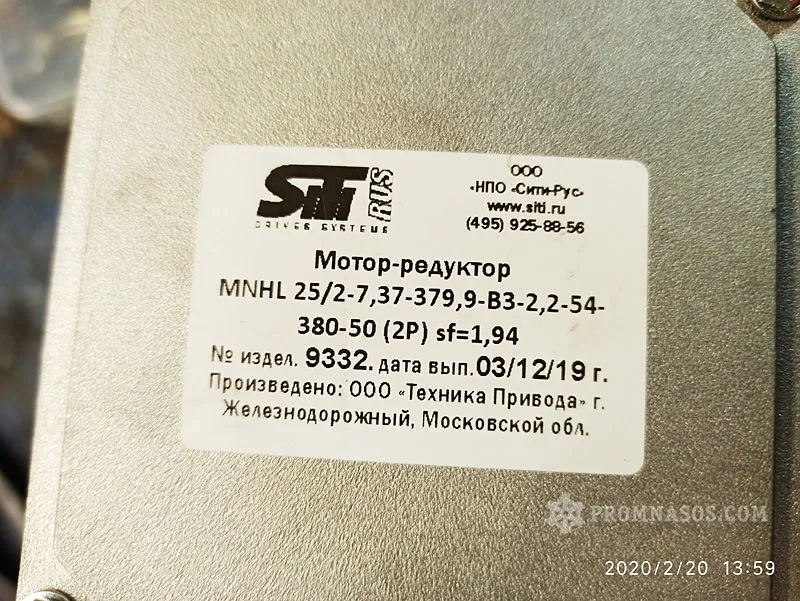 SITI RUS
DRIVES SYSTEMS
ООО
«НПО «Сити-Рус»
www.siti.ru
(495) 925-88-56
Мотор-редуктор
MNHL 25/2-7,37-379,9-B3-2,2-54-
380-50 (2P) sf=1,94
№ издел. 9332. дата вып. 03/12/19 г.
Произведено: ООО «Техника Привода» г.
Железнодорожный, Московской обл.
PROMNASOS.COM
2020/2/20 13:59